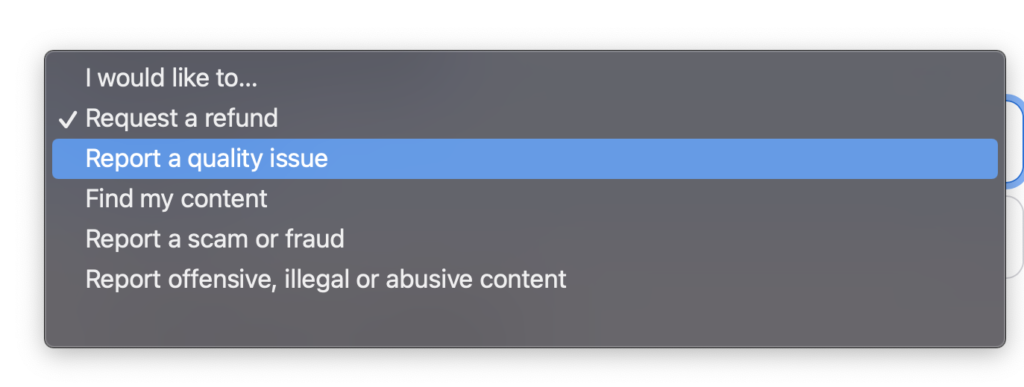 I would like to...
Request a refund
Report a quality issue
Find my content
Report a scam or fraud
Report offensive, illegal or abusive content